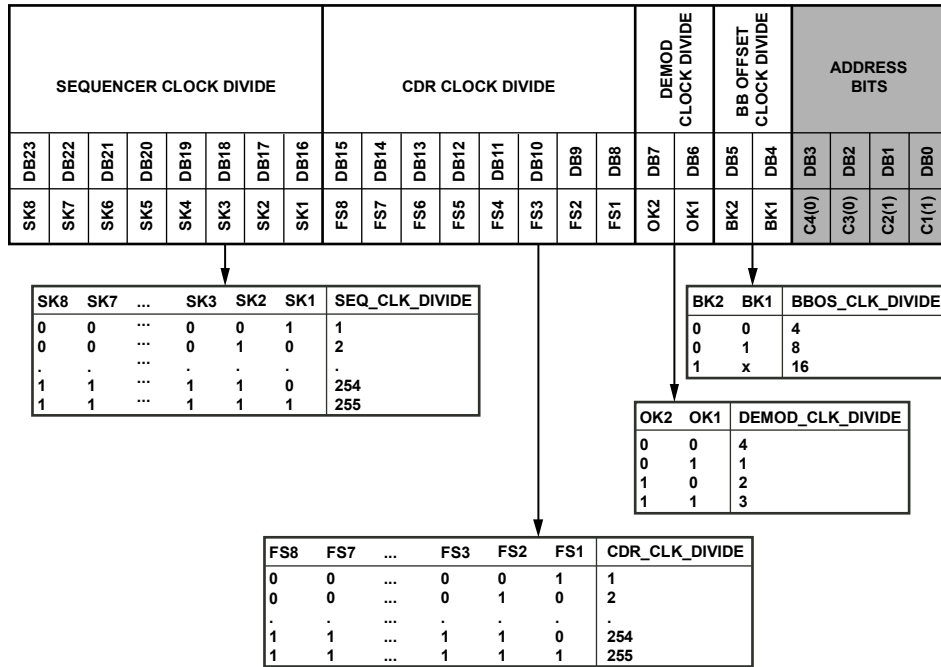 SEQUENCER CLOCK DIVIDE
CDR CLOCK DIVIDE
DEMOD
CLOCK DIVIDE
BB OFFSET
CLOCK DIVIDE
ADDRESS
BITS
DB23 DB22 DB21 DB20 DB19 DB18 DB17 DB16 DB15 DB14 DB13 DB12 DB11 DB10 DB9 DB8 DB7 DB6 DB5 DB4 DB3 DB2 DB1 DB0
SK8 SK7 SK6 SK5 SK4 SK3 SK2 SK1 FS8 FS7 FS6 FS5 FS4 FS3 FS2 FS1 OK2 OK1 BK2 BK1 C4(0) C3(0) C2(1) C1(1)
SK8 SK7 ... SK3 SK2 SK1 SEQ_CLK_DIVIDE
0 0 ... 0 0 1 1
0 0 ... 0 1 0 2
. . ... . . . .
1 1 ... 1 1 0 254
1 1 ... 1 1 1 255
BK2 BK1 BBOS_CLK_DIVIDE
0 0 4
0 1 8
1 x 16
OK2 OK1 DEMOD_CLK_DIVIDE
0 0 4
0 1 1
1 0 2
1 1 3
FS8 FS7 ... FS3 FS2 FS1 CDR_CLK_DIVIDE
0 0 ... 0 0 1 1
0 0 ... 0 1 0 2
. . ... . . . .
1 1 ... 1 1 0 254
1 1 ... 1 1 1 255